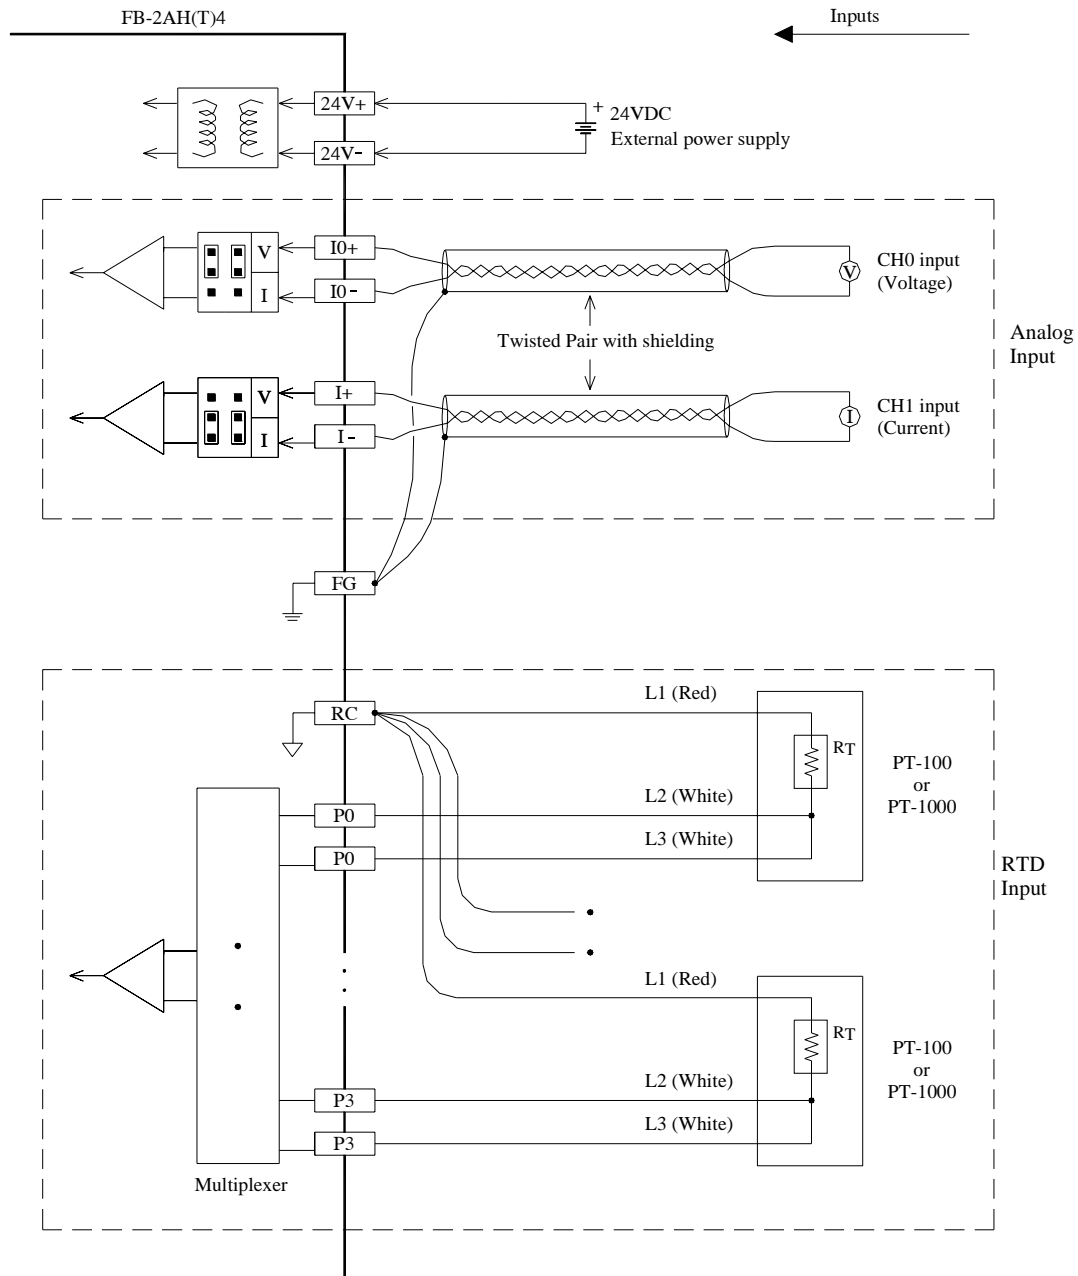 FB-2AH(T)4
Inputs
24V+
24V-
+ 24VDC
External power supply
V
I
I0+
I0-
V
CH0 input
(Voltage)
Twisted Pair with shielding
Analog
Input
V
I
I+
I-
I
CH1 input
(Current)
FG
RC
L1 (Red)
RT
PT-100
or
PT-1000
P0
L2 (White)
P0
L3 (White)
RTD
Input
L1 (Red)
RT
PT-100
or
PT-1000
P3
L2 (White)
P3
L3 (White)
Multiplexer